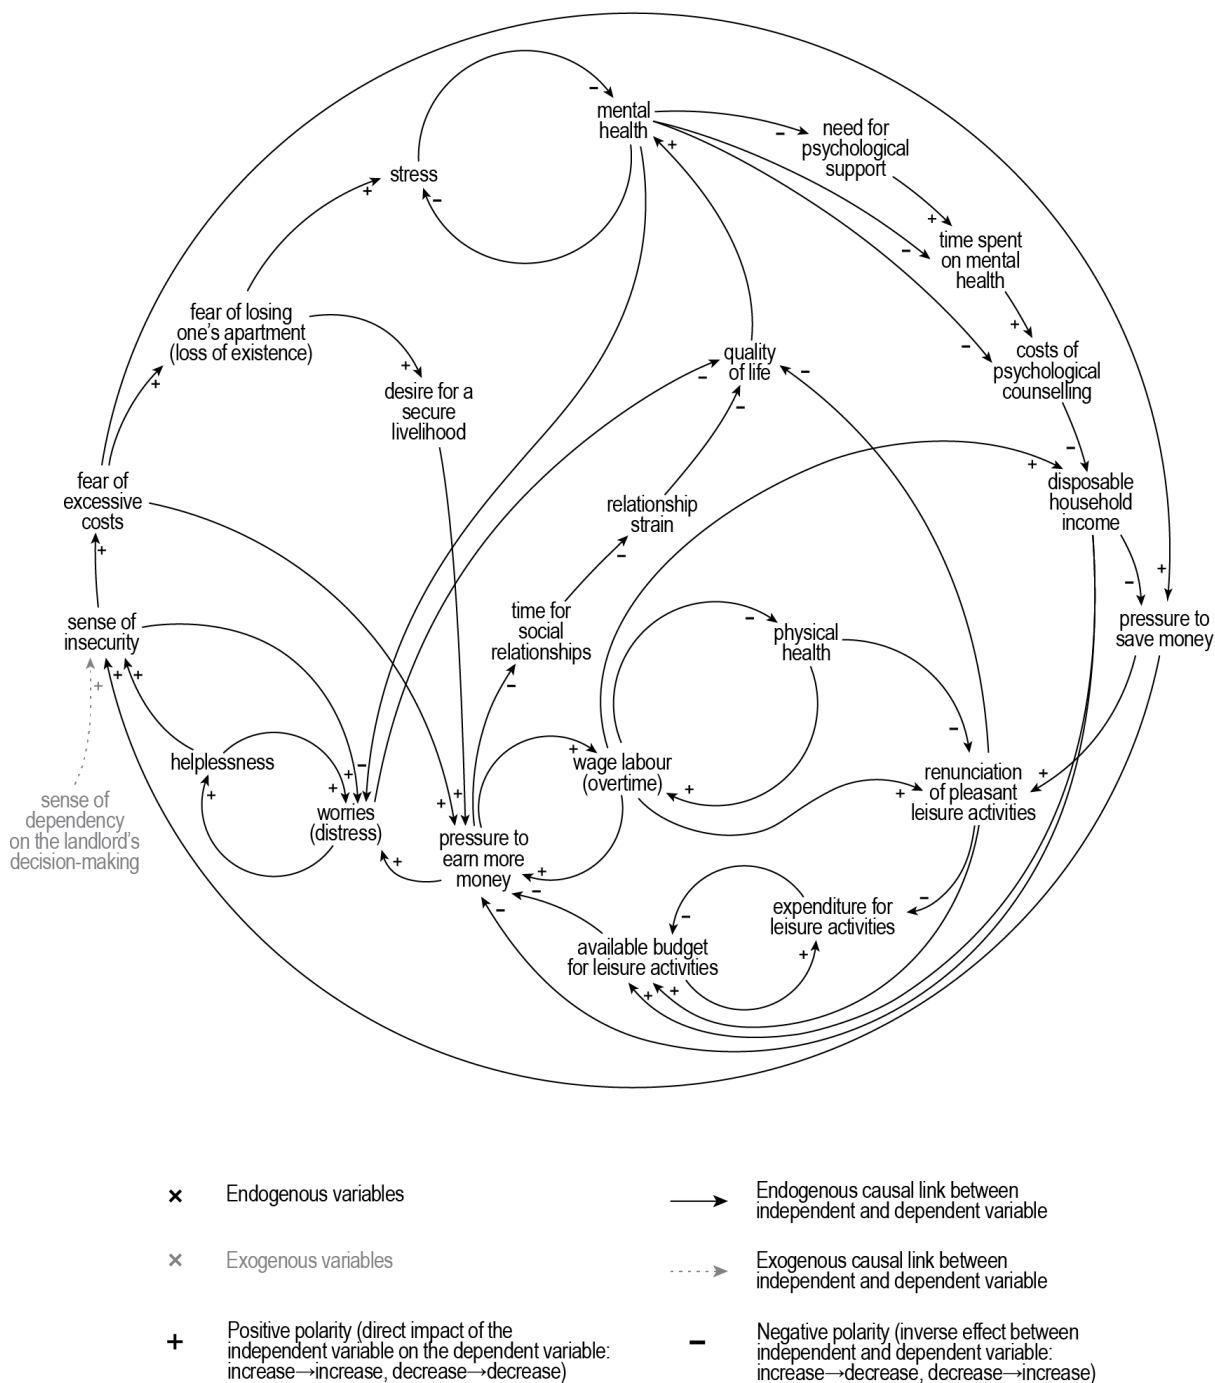 mental
health
need for
psychological
support
stress
time spent
on mental
health
fear of losing
one's apartment
(loss of existence)
quality
of life
costs of
psychological
counselling
desire for a
secure
livelihood
fear of
excessive
costs
disposable
household
income
relationship
strain
sense of
insecurity
time for
social
relationships
physical
health
pressure to
save money
helplessness
wage labour
(overtime)
renunciation
of pleasant
leisure activities
sense of
dependency
on the landlord's
decision-making
worries
(distress)
pressure to
earn more
money
expenditure for
leisure activities
available budget
for leisure activities
× Endogenous variables
Endogenous causal link between
independent and dependent variable
× Exogenous variables
Exogenous causal link between
independent and dependent variable
+ Positive polarity (direct impact of the
independent variable on the dependent variable:
increase→increase, decrease→decrease)
− Negative polarity (inverse effect between
independent and dependent variable:
increase→decrease, decrease→increase)